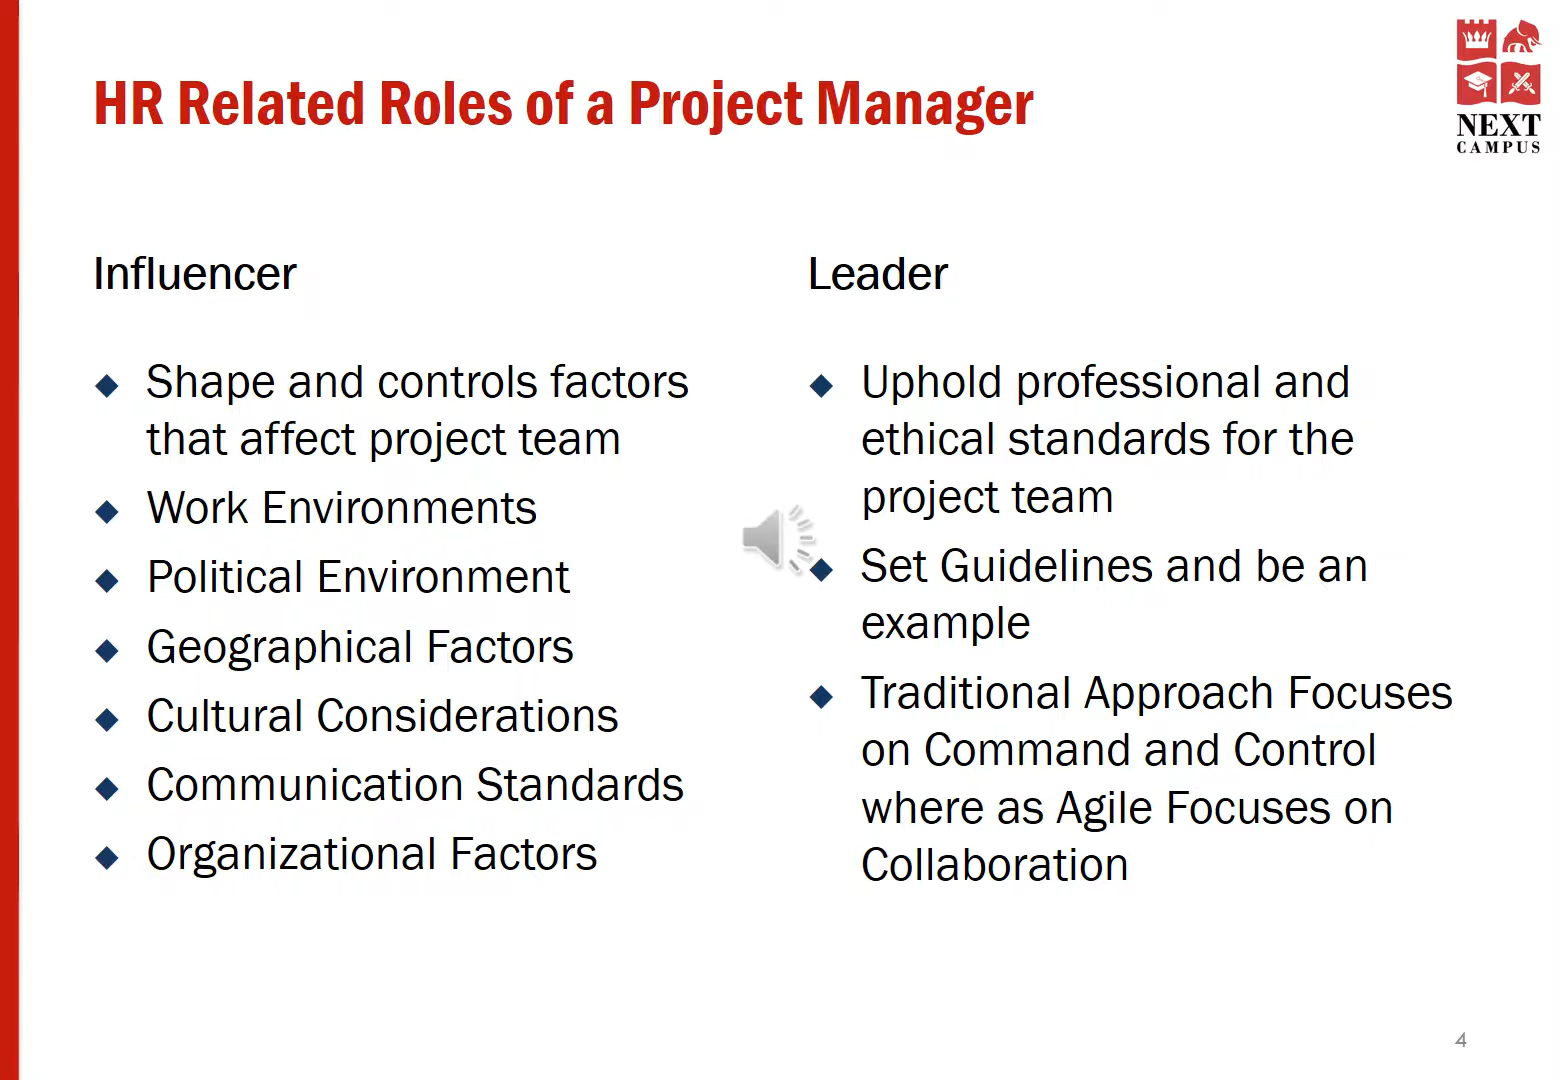 HR Related Roles of a Project Manager
NEXT
CAMPUS
Influencer
Shape and controls factors
that affect project team
Work Environments
Political Environment
Geographical Factors
Cultural Considerations
Communication Standards
Organizational Factors
Leader
Uphold professional and
ethical standards for the
project team
Set Guidelines and be an
example
Traditional Approach Focuses
on Command and Control
where as Agile Focuses on
Collaboration
4